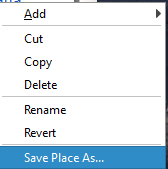 Add
Cut
Copy
Delete
Rename
Revert
Save Place As...